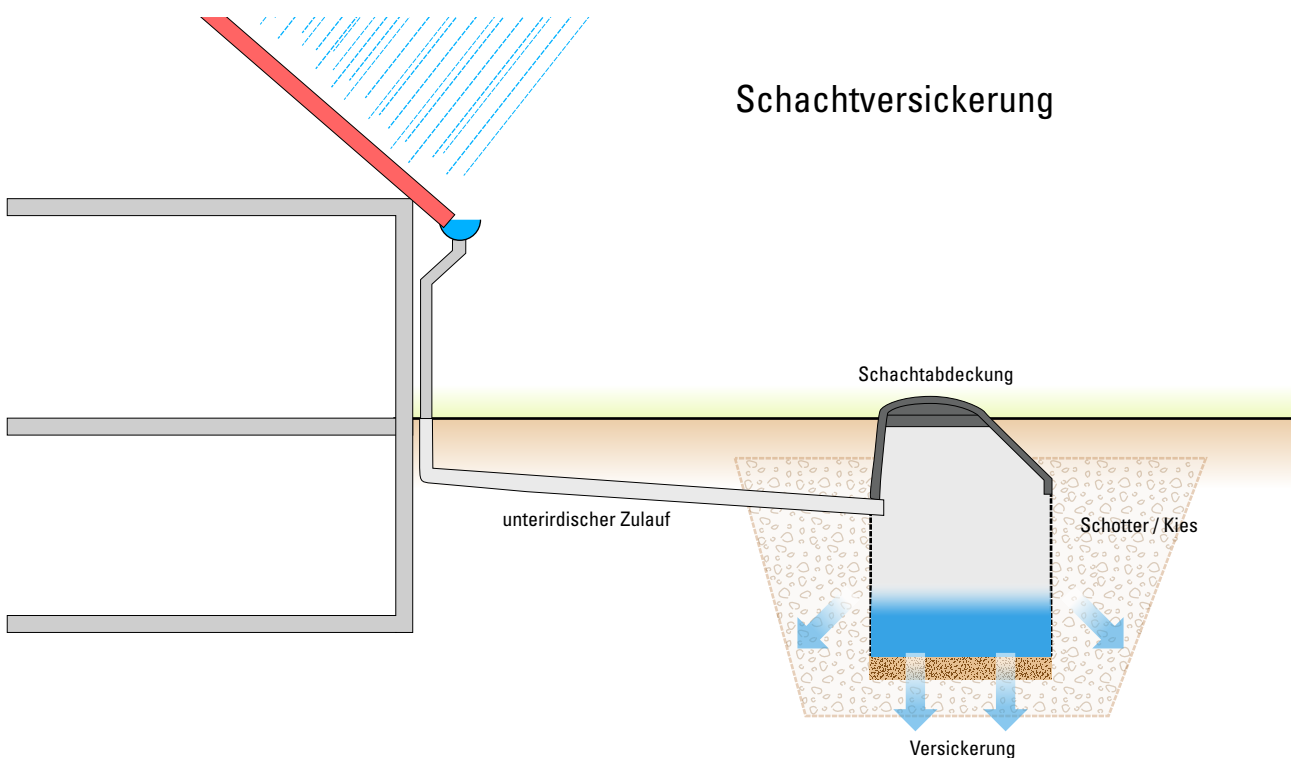 Schachtversickerung
Schachtabdeckung
unterirdischer Zulauf
Schotter / Kies
Versickerung